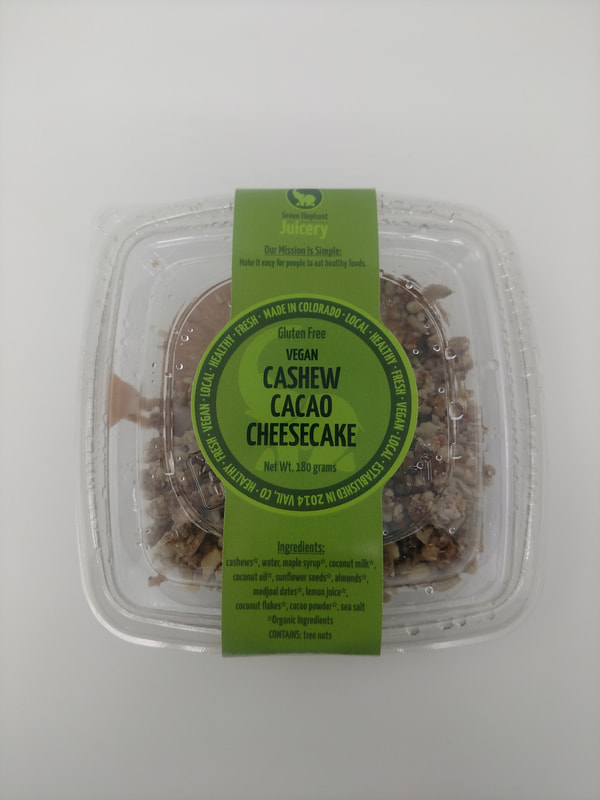 Green Elephant
Juicery
Our Mission Is Simple:
Make it easy for people to eat healthy foods.
MADE IN COLORADO · LOCAL · HEALTHY · FRESH · VEGAN · LOCAL · ESTABLISHED IN 2014 VAIL, CO · HEALTHY · FRESH · VEGAN · LOCAL · HEALTHY · FRESH ·
Gluten Free
VEGAN
CASHEW
CACAO
CHEESECAKE
Net Wt. 180 grams
Ingredients:
cashews*, water, maple syrup*, coconut milk*,
coconut oil*, sunflower seeds*, almonds*,
medjool dates*, lemon juice*,
coconut flakes*, cacao powder*, sea salt
*Organic Ingredients
CONTAINS: tree nuts